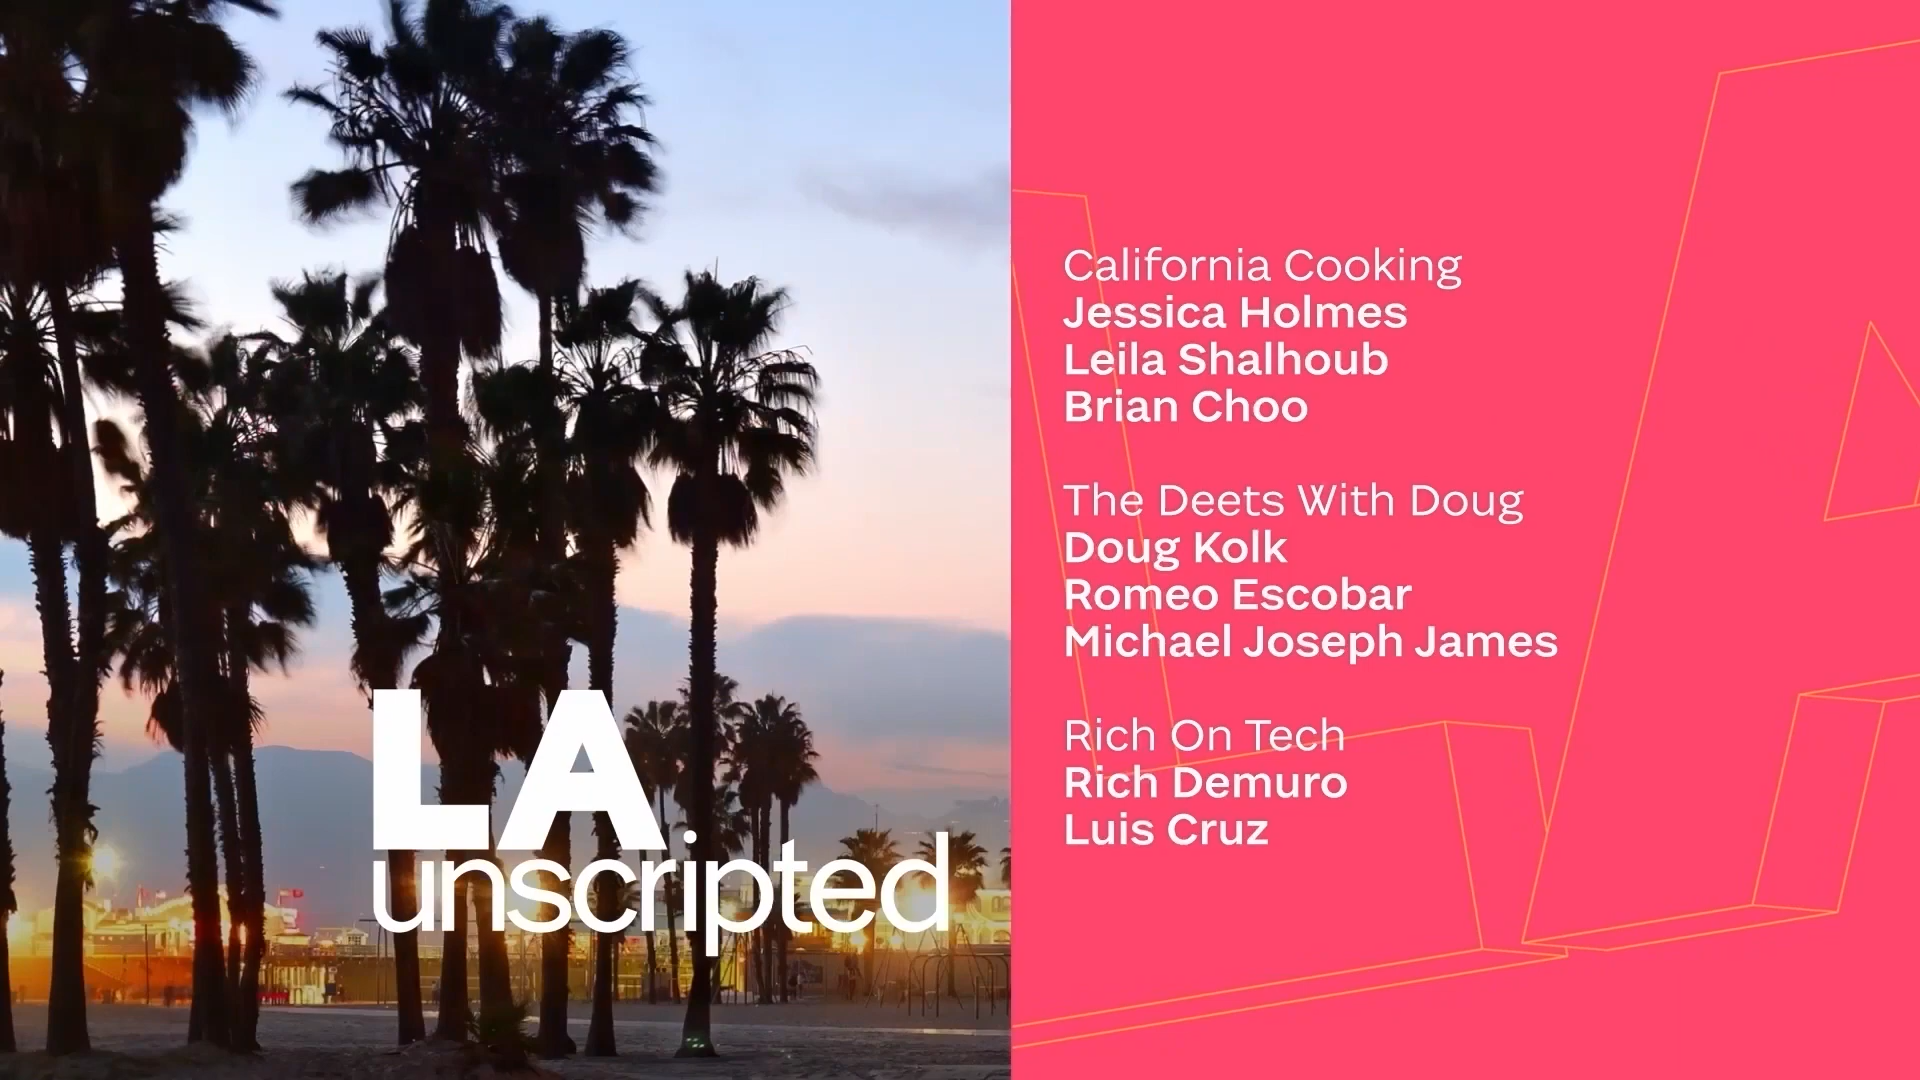 LA
unscripted
California Cooking
Jessica Holmes
Leila Shalhoub
Brian Choo
The Deets With Doug
Doug Kolk
Romeo Escobar
Michael Joseph James
Rich On Tech
Rich Demuro
Luis Cruz